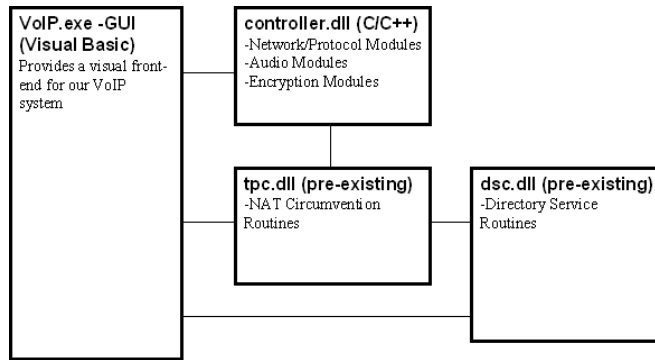 VoIP.exe -GUI
(Visual Basic)
Provides a visual front-
end for our VoIP
system
controller.dll (C/C++)
-Network/Protocol Modules
-Audio Modules
-Encryption Modules
tpc.dll (pre-existing)
-NAT Circumvention
Routines
dsc.dll (pre-existing)
-Directory Service
Routines